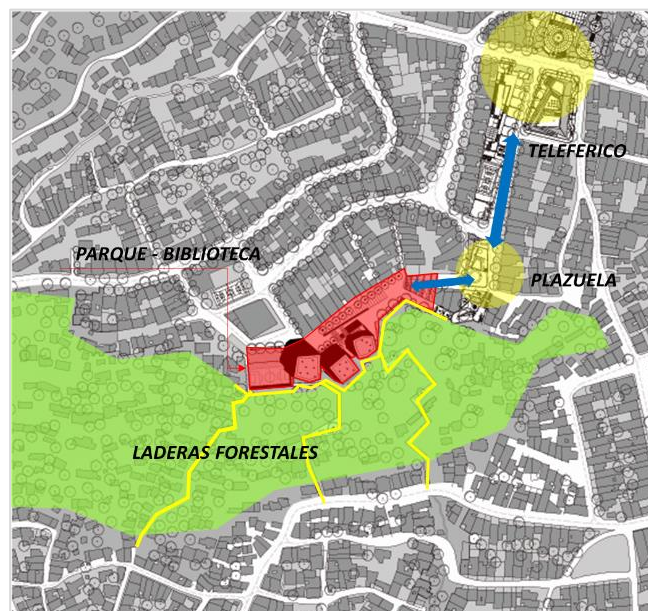 TELEFERICO
PARQUE - BIBLIOTECA
PLAZUELA
LADERAS FORESTALES